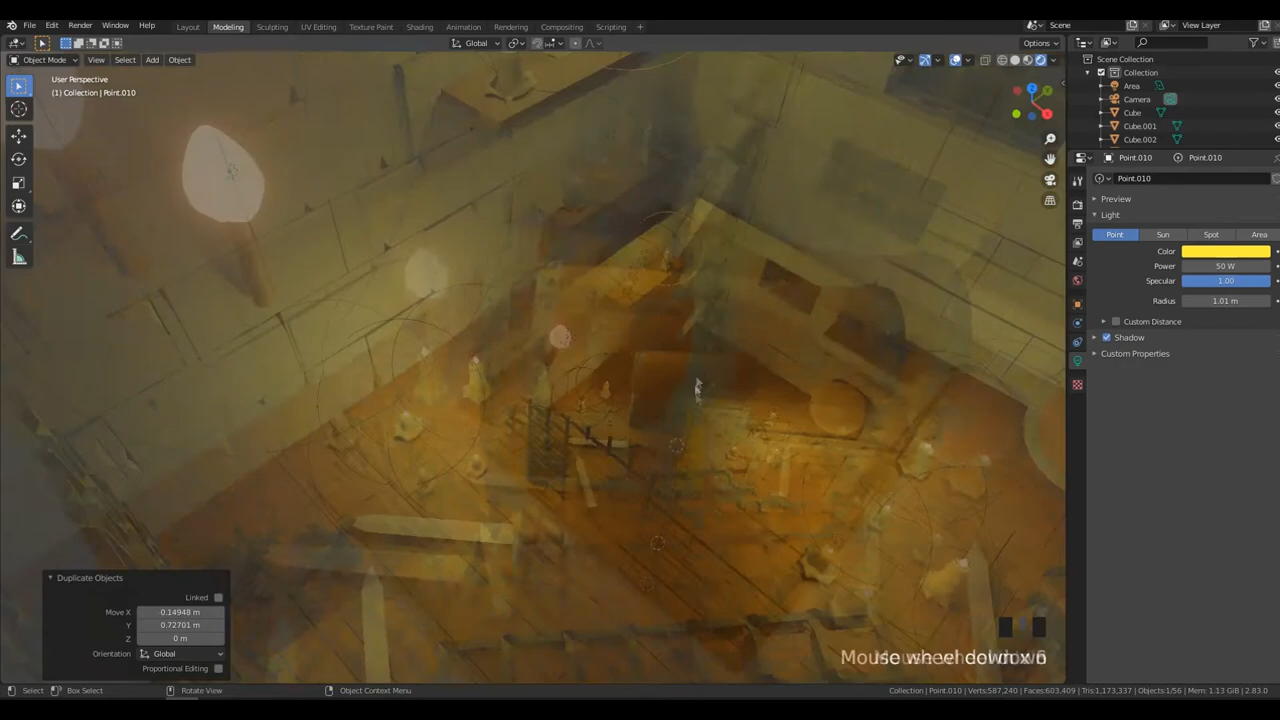 File Edit Render Window Help
Layout Modeling Sculpting UV Editing Texture Paint Shading Animation Rendering Compositing Scripting +
Scene
View Layer
Global
Options
Object Mode View Select Add Object
User Perspective
(1) Collection | Point.010
Scene Collection
Collection
Area
Camera
Cube
Cube.001
Cube.002
Point.010 Point.010
Point.010
Preview
Light
Point Sun Spot Area
Color
Power 50 W
Specular 1.00
Radius 1.01 m
Custom Distance
Shadow
Custom Properties
Duplicate Objects
Linked
Move X 0.14948 m
Y 0.72701 m
Z 0 m
Orientation Global
Proportional Editing
Mouse wheel down x 6
Select Box Select Rotate View Object Context Menu
Collection | Point.010 | Verts:587,240 | Faces:603,409 | Tris:1,173,337 | Objects:1/56 | Mem: 1.13 GiB | 2.83.0